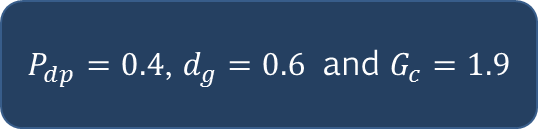 P_dp = 0.4, d_g = 0.6 and G_c = 1.9